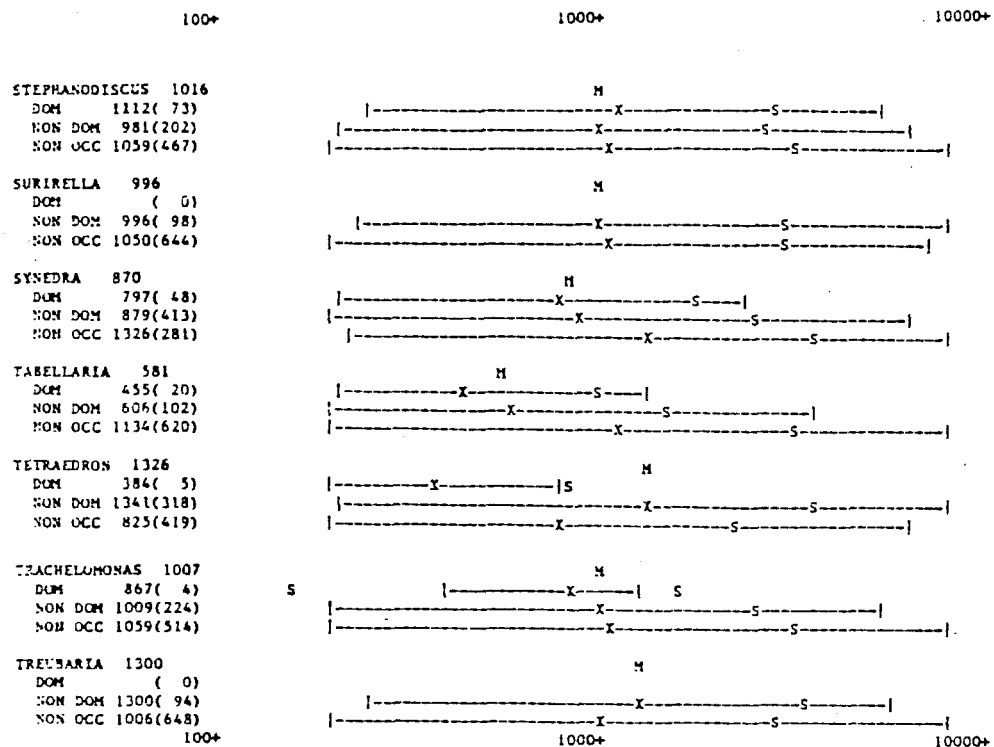 100+ 1000+ 10000+
STEPHANODISCUS 1016 M
DOM 1112( 73) |------------------------X---------------S----------|
NON DOM 981(202) |--------------------------X----------------S--------------|
NON OCC 1059(467) |----------------------------X------------------S---------------|
SURIRELLA 996 M
DOM ( 0)
NON DOM 996( 98) |------------------------X------------------S----------------|
NON OCC 1050(644) |----------------------------X-----------------S--------------|
SYNEDRA 870 M
DOM 797( 48) |----------------------X-------------S----|
NON DOM 879(413) |-------------------------X-----------------S---------------|
NON OCC 1326(281) |------------------------------X----------------S-------------|
TABELLARIA 581 M
DOM 455( 20) |------------X-------------S----|
NON DOM 606(102) |------------------X---------------S--------------|
NON OCC 1134(620) |-----------------------------X-----------------S---------------|
TETRAEDRON 1326 M
DOM 384( 5) |----------X------------|S
NON DOM 1341(318) |-------------------------------X----------------S-------------|
NON OCC 825(419) |-----------------------X-----------------S-----------------|
TRACHELOMONAS 1007 M
DOM 867( 4) S |------------X------| S
NON DOM 1009(224) |---------------------------X---------------S------------|
NON OCC 1059(514) |----------------------------X------------------S---------------|
TREUBARIA 1300 M
DOM ( 0)
NON DOM 1300( 94) |---------------------------X----------------S--------|
NON OCC 1006(648) |---------------------------X-----------------S-----------------|
100+ 1000+ 10000+